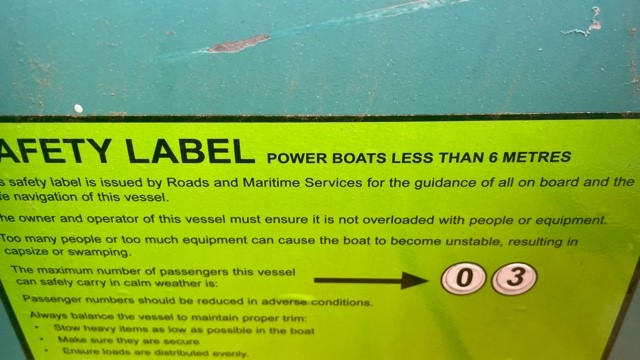 AFETY LABEL POWER BOATS LESS THAN 6 METRES
s safety label is issued by Roads and Maritime Services for the guidance of all on board and the
fe navigation of this vessel.
he owner and operator of this vessel must ensure it is not overloaded with people or equipment.
Too many people or too much equipment can cause the boat to become unstable, resulting in
capsize or swamping.
The maximum number of passengers this vessel
can safely carry in calm weather is: 0 3
Passenger numbers should be reduced in adverse conditions.
Always balance the vessel to maintain proper trim:
• Stow heavy items as low as possible in the boat
• Make sure they are secure
• Ensure loads are distributed evenly.